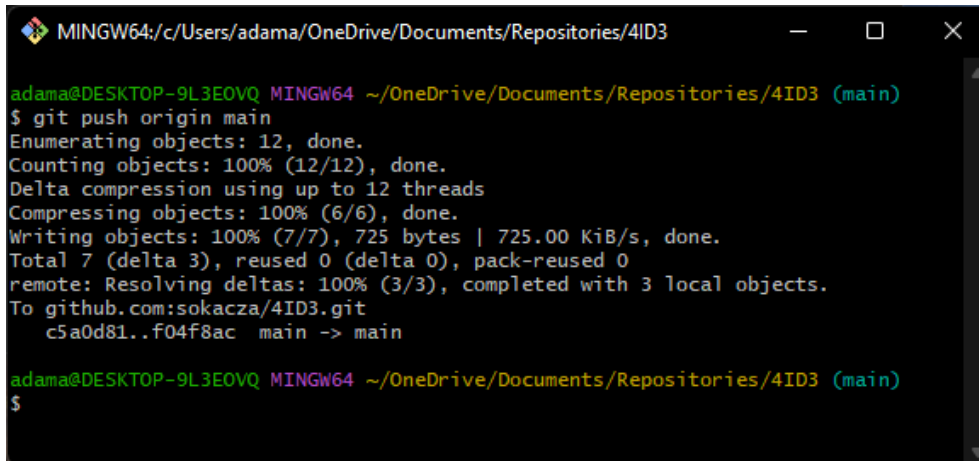 MINGW64:/c/Users/adama/OneDrive/Documents/Repositories/4ID3
adama@DESKTOP-9L3EOVQ MINGW64 ~/OneDrive/Documents/Repositories/4ID3 (main)
$ git push origin main
Enumerating objects: 12, done.
Counting objects: 100% (12/12), done.
Delta compression using up to 12 threads
Compressing objects: 100% (6/6), done.
Writing objects: 100% (7/7), 725 bytes | 725.00 KiB/s, done.
Total 7 (delta 3), reused 0 (delta 0), pack-reused 0
remote: Resolving deltas: 100% (3/3), completed with 3 local objects.
To github.com:sokacza/4ID3.git
   c5a0d81..f04f8ac  main -> main
adama@DESKTOP-9L3EOVQ MINGW64 ~/OneDrive/Documents/Repositories/4ID3 (main)
$